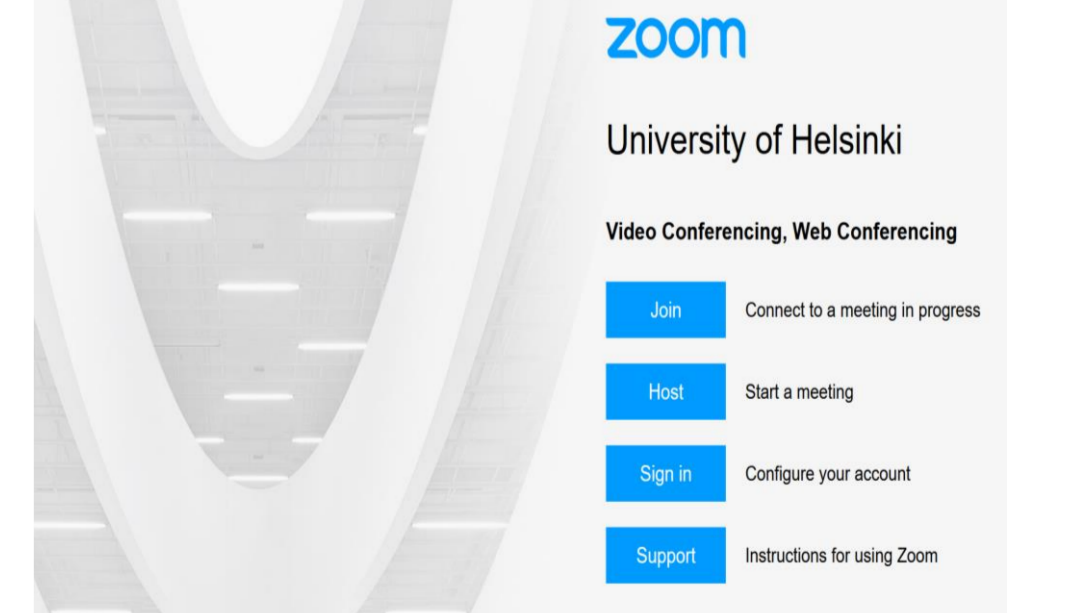 zoom
University of Helsinki
Video Conferencing, Web Conferencing
Join Connect to a meeting in progress
Host Start a meeting
Sign in Configure your account
Support Instructions for using Zoom